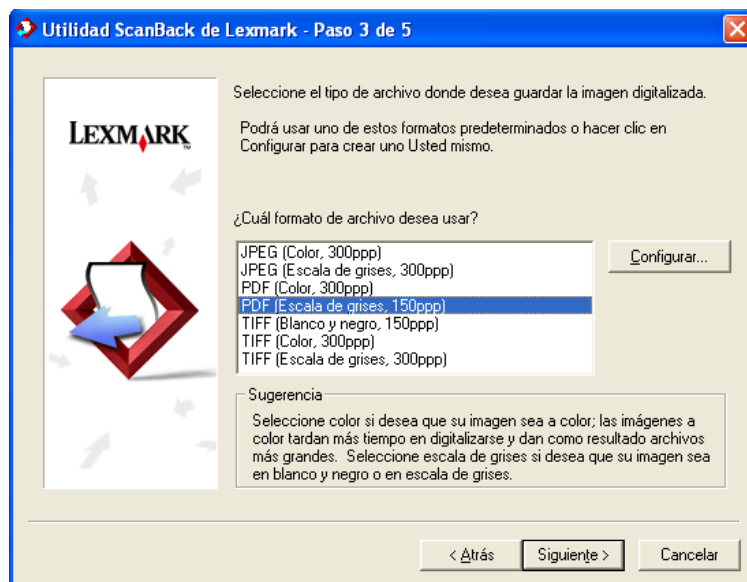 Utilidad ScanBack de Lexmark - Paso 3 de 5
LEXMARK™
Seleccione el tipo de archivo donde desea guardar la imagen digitalizada.
Podrá usar uno de estos formatos predeterminados o hacer clic en
Configurar para crear uno Usted mismo.
¿Cuál formato de archivo desea usar?
JPEG (Color, 300ppp)
JPEG (Escala de grises, 300ppp)
PDF (Color, 300ppp)
PDF (Escala de grises, 150ppp)
TIFF (Blanco y negro, 150ppp)
TIFF (Color, 300ppp)
TIFF (Escala de grises, 300ppp)
Configurar...
Sugerencia
Seleccione color si desea que su imagen sea a color; las imágenes a
color tardan más tiempo en digitalizarse y dan como resultado archivos
más grandes. Seleccione escala de grises si desea que su imagen sea
en blanco y negro o en escala de grises.
< Atrás
Siguiente >
Cancelar